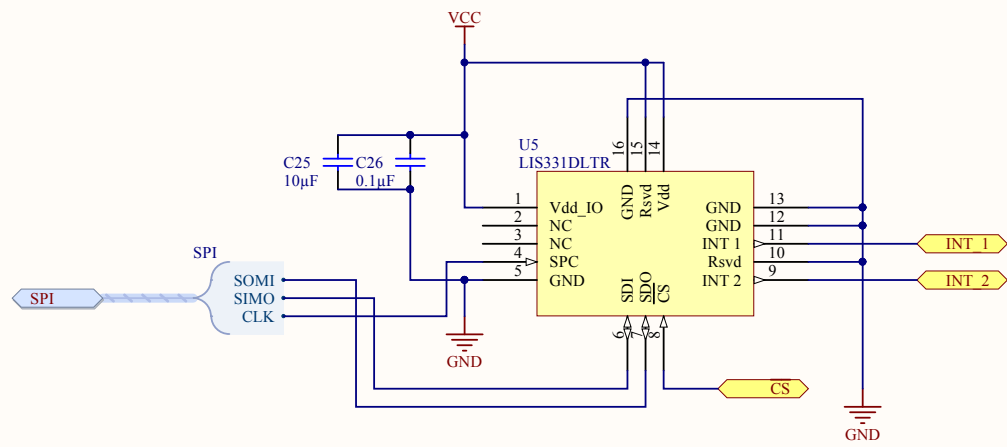 VCC
C25
10µF
C26
0.1µF
U5
LIS331DLTR
16
15
14
GND
Rsvd
Vdd
1
Vdd_IO
2
NC
3
NC
4
SPC
5
GND
13
GND
12
GND
11
INT 1
10
Rsvd
9
INT 2
INT_1
INT_2
SDI
SDO
CS
6
7
8
SPI
SPI
SOMI
SIMO
CLK
GND
CS
GND